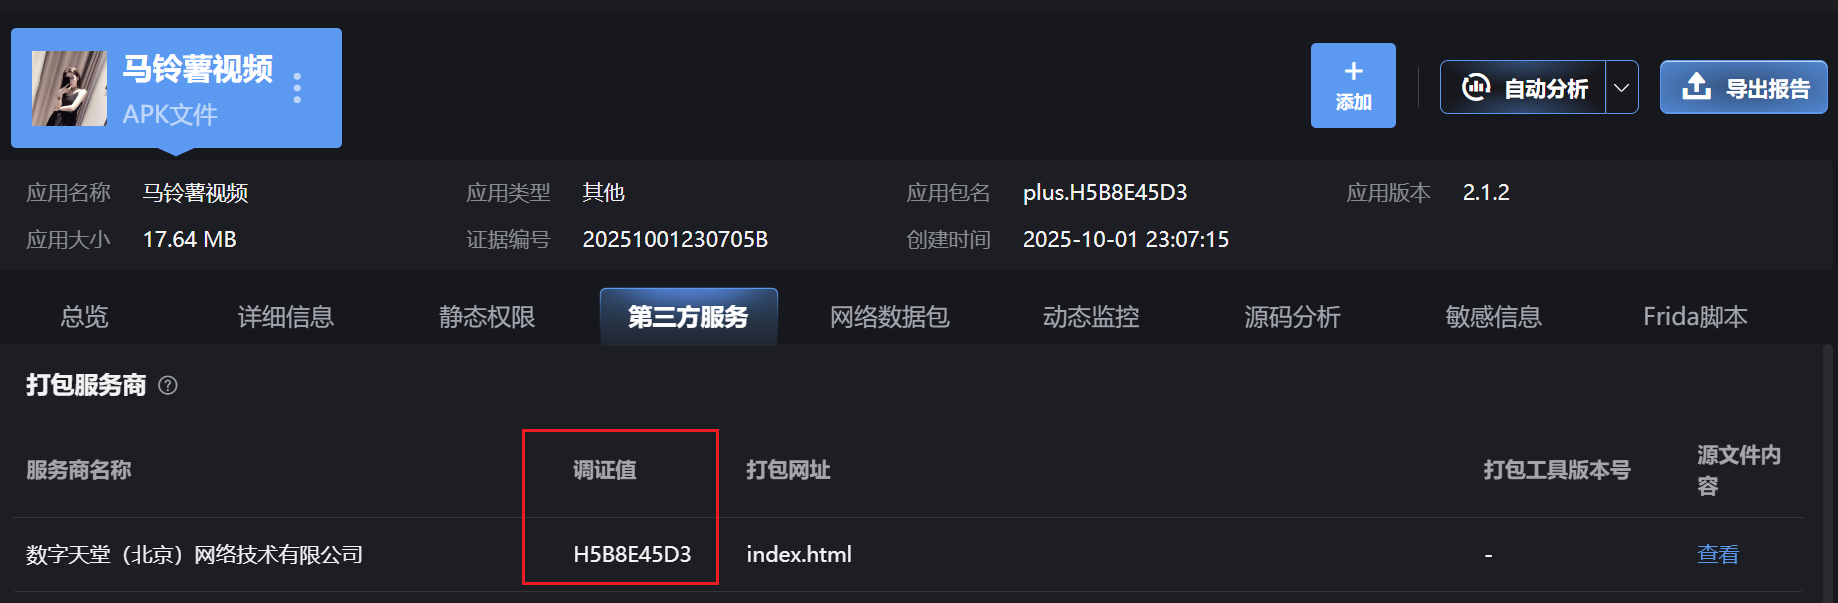 马铃薯视频
APK文件
添加
自动分析
导出报告
应用名称 马铃薯视频 应用类型 其他 应用包名 plus.H5B8E45D3 应用版本 2.1.2
应用大小 17.64 MB 证据编号 20251001230705B 创建时间 2025-10-01 23:07:15
总览 详细信息 静态权限 第三方服务 网络数据包 动态监控 源码分析 敏感信息 Frida脚本
打包服务商
服务商名称 调证值 打包网址 打包工具版本号 源文件内
容
数字天堂（北京）网络技术有限公司 H5B8E45D3 index.html - 查看